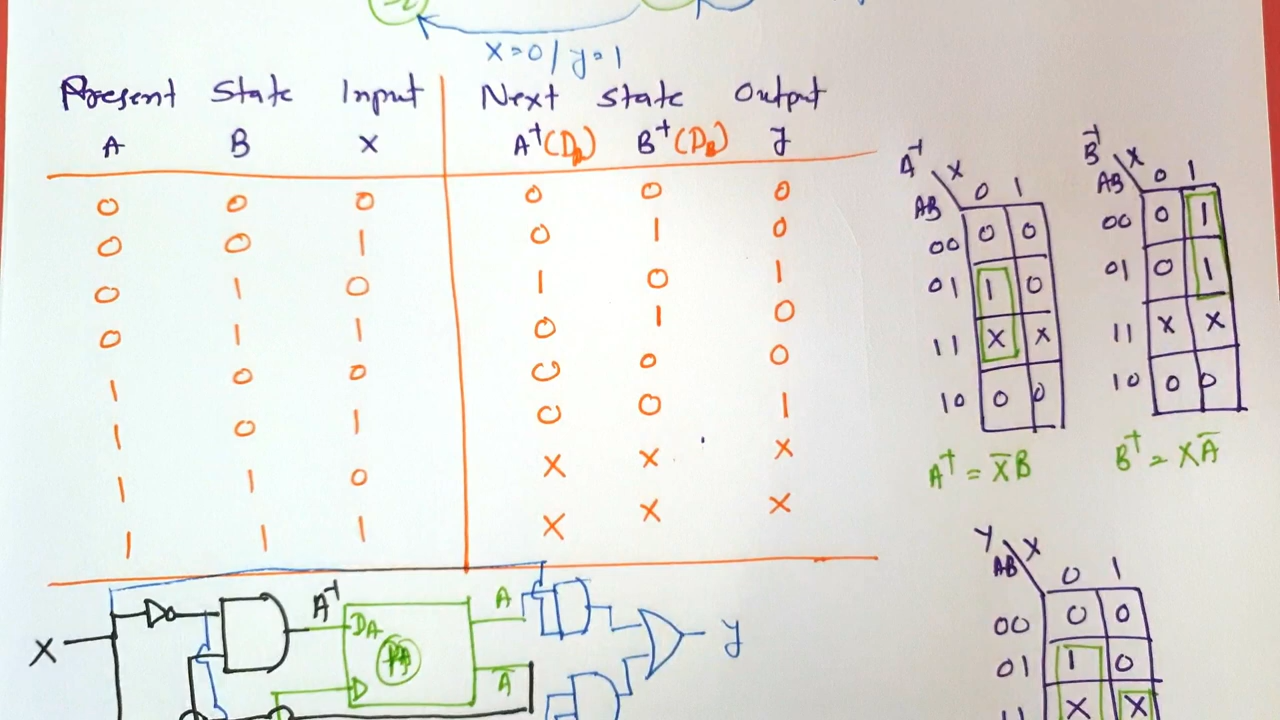 x=0/y=1
Present State Input Next State Output
A B X A⁺(D_A) B⁺(D_B) y
0 0 0 0 0 0
0 0 1 0 1 0
0 1 0 1 0 1
0 1 1 0 1 0
1 0 0 0 0 0
1 0 1 0 0 1
1 1 0 X X X
1 1 1 X X X
A⁺ X
AB 0 1
00 0 0
01 1 0
11 X X
10 0 0
A⁺ = X̅B
B⁺ X
AB 0 1
00 0 1
01 0 1
11 X X
10 0 0
B⁺ = XA̅
Y X
AB 0 1
00 0 0
01 1 0
11 X X
X A⁺ D_A A y
A̅